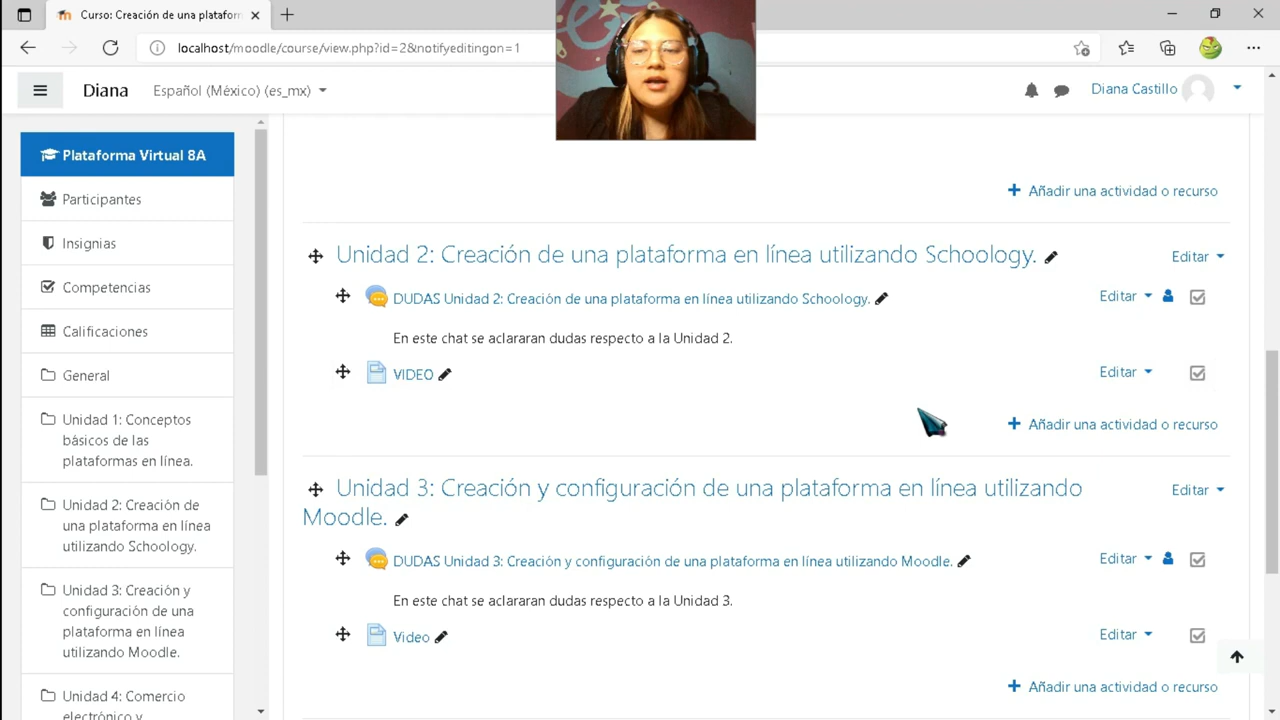 Curso: Creación de una plataforn
localhost/moodle/course/view.php?id=2&notifyeditingon=1
Diana
Español (México) (es_mx)
Diana Castillo
Plataforma Virtual 8A
Participantes
Insignias
Competencias
Calificaciones
General
Unidad 1: Conceptos
básicos de las
plataformas en línea.
Unidad 2: Creación de
una plataforma en línea
utilizando Schoology.
Unidad 3: Creación y
configuración de una
plataforma en línea
utilizando Moodle.
Unidad 4: Comercio
electrónico y
Añadir una actividad o recurso
Unidad 2: Creación de una plataforma en línea utilizando Schoology.
Editar
DUDAS Unidad 2: Creación de una plataforma en línea utilizando Schoology.
Editar
En este chat se aclararan dudas respecto a la Unidad 2.
VIDEO
Editar
Añadir una actividad o recurso
Unidad 3: Creación y configuración de una plataforma en línea utilizando
Moodle.
Editar
DUDAS Unidad 3: Creación y configuración de una plataforma en línea utilizando Moodle.
Editar
En este chat se aclararan dudas respecto a la Unidad 3.
Video
Editar
Añadir una actividad o recurso